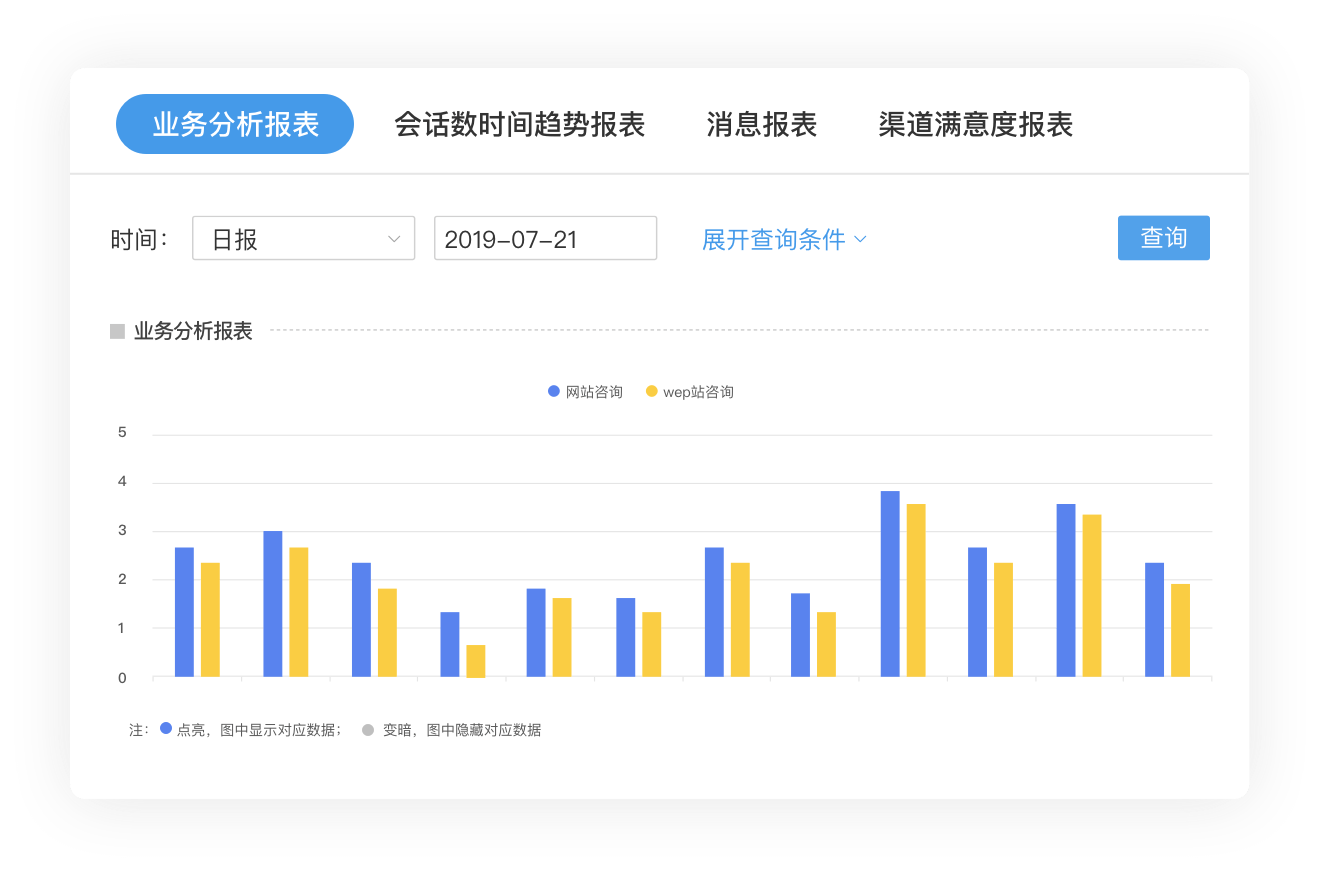 业务分析报表 会话数时间趋势报表 消息报表 渠道满意度报表
时间： 日报 2019-07-21 展开查询条件 查询
业务分析报表
网站咨询 wep站咨询
5
4
3
2
1
0
注： 点亮，图中显示对应数据； 变暗，图中隐藏对应数据